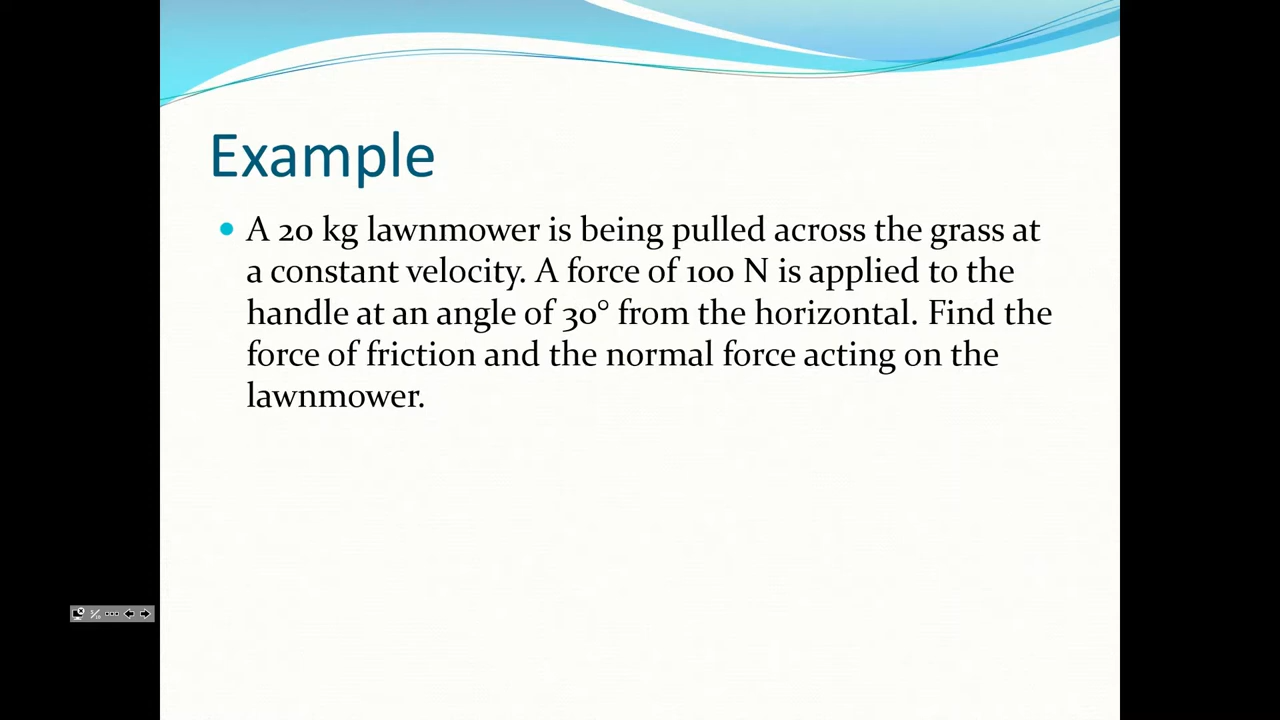 Example
• A 20 kg lawnmower is being pulled across the grass at
a constant velocity. A force of 100 N is applied to the
handle at an angle of 30° from the horizontal. Find the
force of friction and the normal force acting on the
lawnmower.